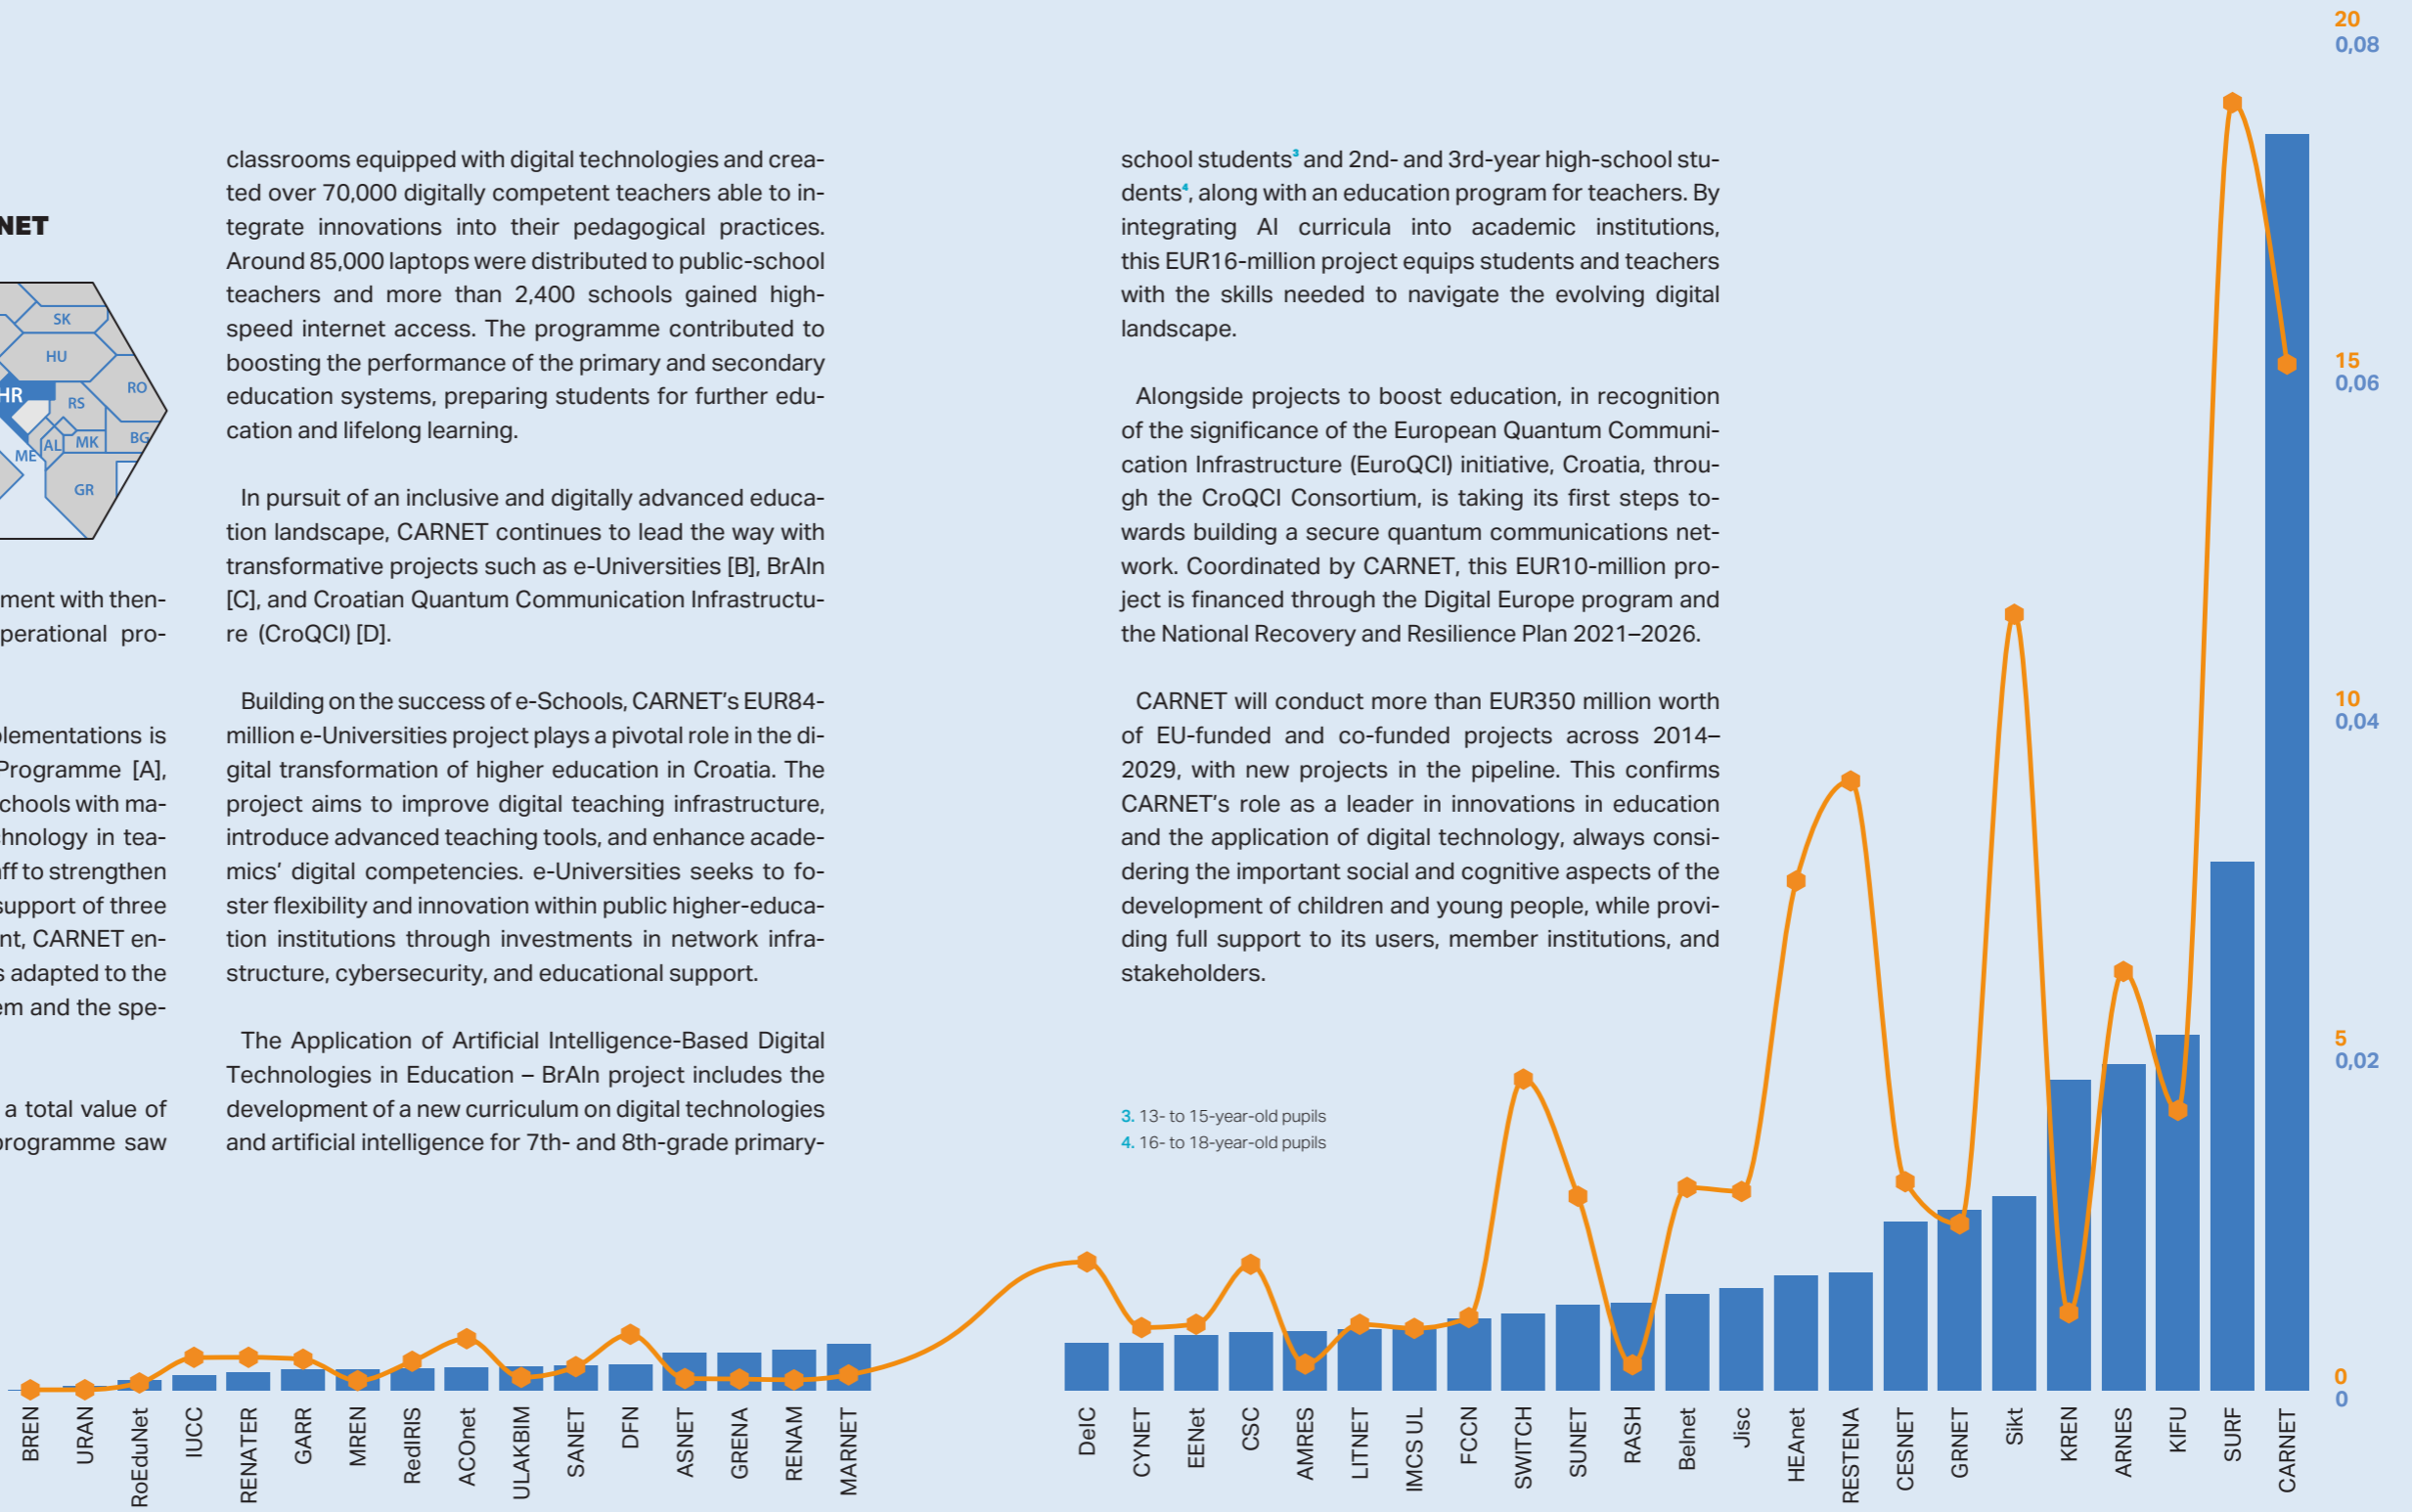 NET
SK
HU
HR
RO
RS
AL
MK
BG
ME
GR
ment with then-
perational pro-
lementations is
Programme [A],
chools with ma-
hnology in tea-
ff to strengthen
support of three
nt, CARNET en-
s adapted to the
em and the spe-
a total value of
programme saw
classrooms equipped with digital technologies and crea-
ted over 70,000 digitally competent teachers able to in-
tegrate innovations into their pedagogical practices.
Around 85,000 laptops were distributed to public-school
teachers and more than 2,400 schools gained high-
speed internet access. The programme contributed to
boosting the performance of the primary and secondary
education systems, preparing students for further edu-
cation and lifelong learning.
In pursuit of an inclusive and digitally advanced educa-
tion landscape, CARNET continues to lead the way with
transformative projects such as e-Universities [B], BrAIn
[C], and Croatian Quantum Communication Infrastructu-
re (CroQCI) [D].
Building on the success of e-Schools, CARNET's EUR84-
million e-Universities project plays a pivotal role in the di-
gital transformation of higher education in Croatia. The
project aims to improve digital teaching infrastructure,
introduce advanced teaching tools, and enhance acade-
mics' digital competencies. e-Universities seeks to fo-
ster flexibility and innovation within public higher-educa-
tion institutions through investments in network infra-
structure, cybersecurity, and educational support.
The Application of Artificial Intelligence-Based Digital
Technologies in Education – BrAIn project includes the
development of a new curriculum on digital technologies
and artificial intelligence for 7th- and 8th-grade primary-
school students³ and 2nd- and 3rd-year high-school stu-
dents⁴, along with an education program for teachers. By
integrating AI curricula into academic institutions,
this EUR16-million project equips students and teachers
with the skills needed to navigate the evolving digital
landscape.
Alongside projects to boost education, in recognition
of the significance of the European Quantum Communi-
cation Infrastructure (EuroQCI) initiative, Croatia, throu-
gh the CroQCI Consortium, is taking its first steps to-
wards building a secure quantum communications net-
work. Coordinated by CARNET, this EUR10-million pro-
ject is financed through the Digital Europe program and
the National Recovery and Resilience Plan 2021–2026.
CARNET will conduct more than EUR350 million worth
of EU-funded and co-funded projects across 2014–
2029, with new projects in the pipeline. This confirms
CARNET's role as a leader in innovations in education
and the application of digital technology, always consi-
dering the important social and cognitive aspects of the
development of children and young people, while provi-
ding full support to its users, member institutions, and
stakeholders.
3. 13- to 15-year-old pupils
4. 16- to 18-year-old pupils
20
0,08
15
0,06
10
0,04
5
0,02
0
0
BREN
URAN
RoEduNet
IUCC
RENATER
GARR
MREN
RedIRIS
ACOnet
ULAKBIM
SANET
DFN
ASNET
GRENA
RENAM
MARNET
DeIC
CYNET
EENet
CSC
AMRES
LITNET
IMCS UL
FCCN
SWITCH
SUNET
RASH
Belnet
Jisc
HEAnet
RESTENA
CESNET
GRNET
Sikt
KREN
ARNES
KIFU
SURF
CARNET